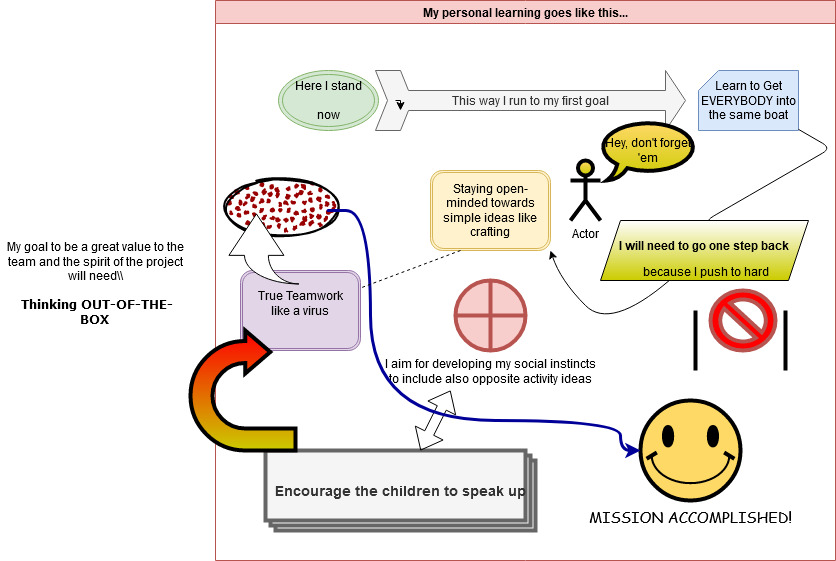 My personal learning goes like this...
Here I stand
now
This way I run to my first goal
Learn to Get
EVERYBODY into
the same boat
Hey, don't forget
'em
Actor
Staying open-
minded towards
simple ideas like
crafting
I will need to go one step back
because I push to hard
My goal to be a great value to the
team and the spirit of the project
will need\\
Thinking OUT-OF-THE-
BOX
True Teamwork
like a virus
I aim for developing my social instincts
to include also opposite activity ideas
Encourage the children to speak up
MISSION ACCOMPLISHED!